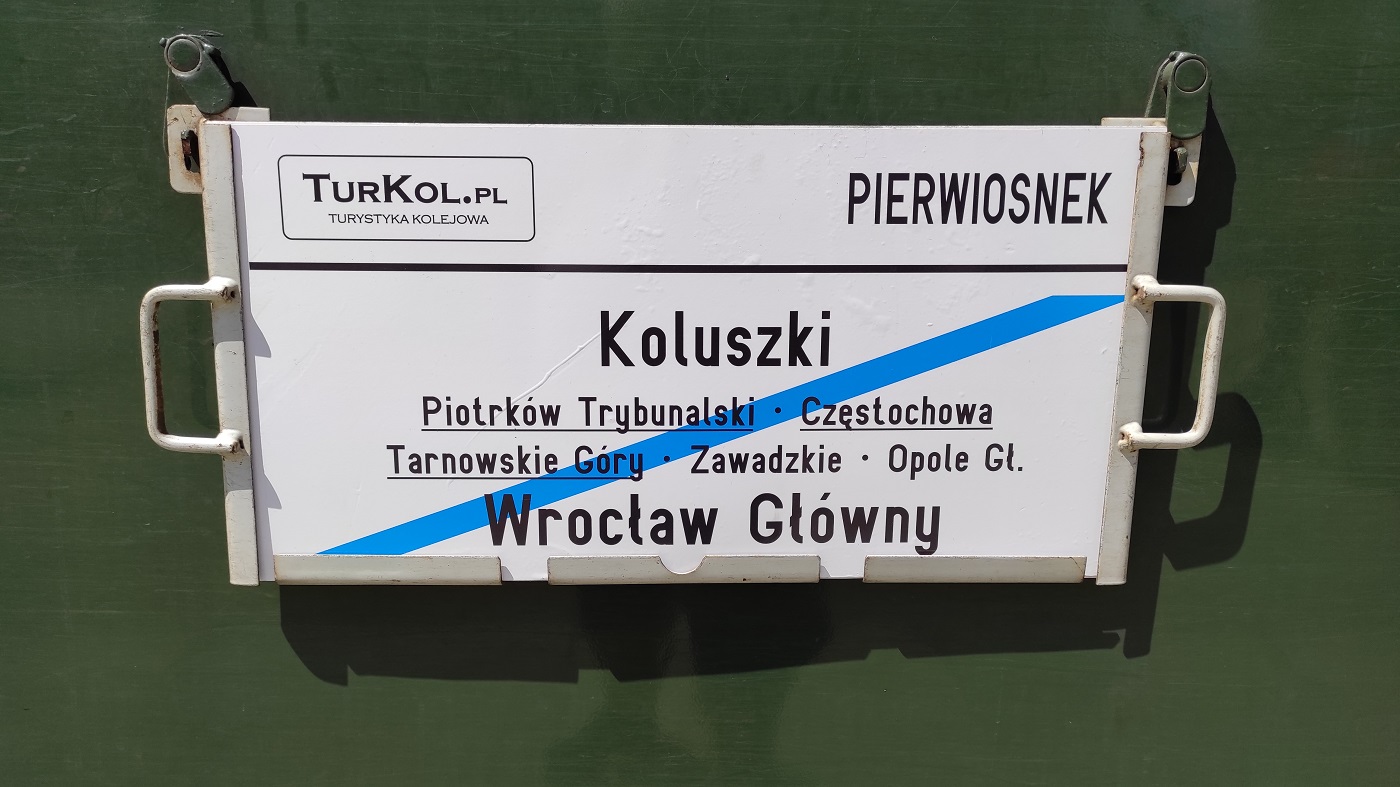 TURKOL.PL
TURYSTYKA KOLEJOWA
PIERWIOSNEK
Koluszki
Piotrków Trybunalski · Częstochowa
Tarnowskie Góry · Zawadzkie · Opole Gł.
Wrocław Główny